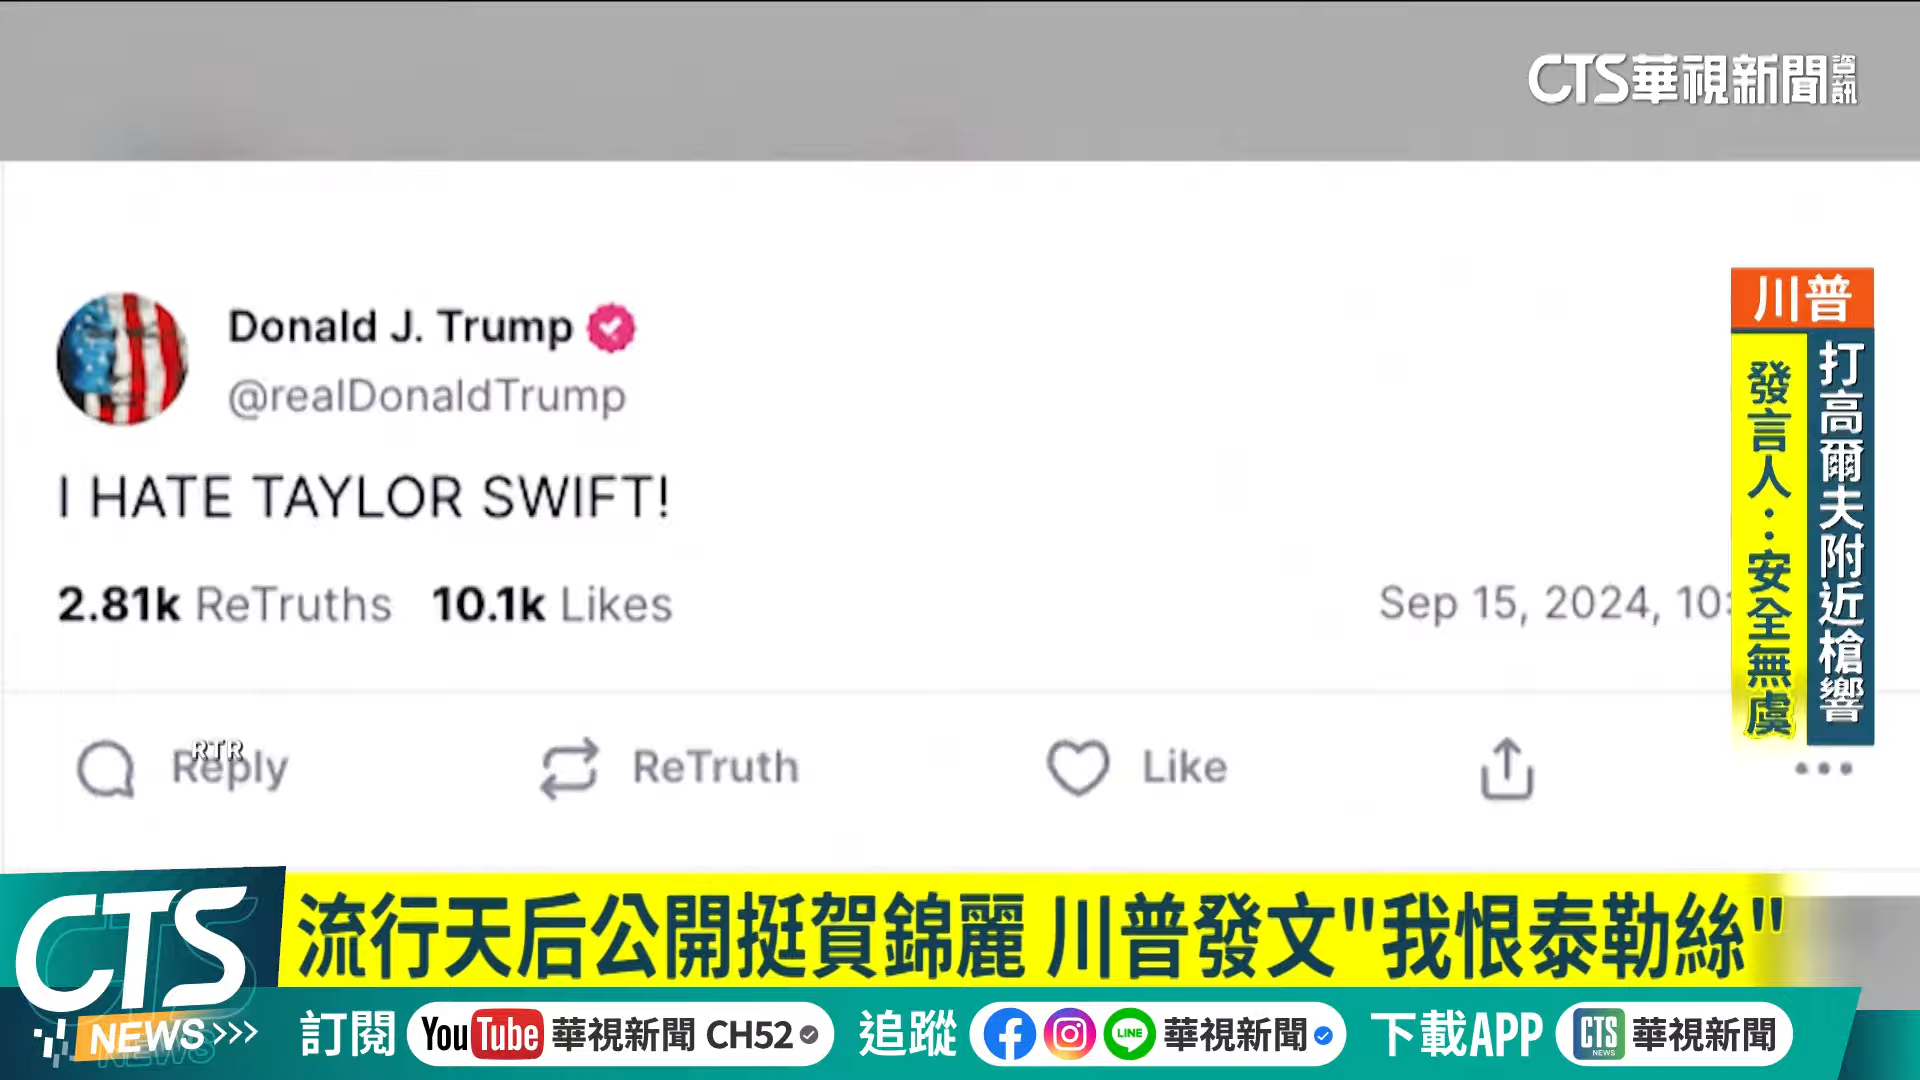 CTS華視新聞資訊
Donald J. Trump
@realDonaldTrump
I HATE TAYLOR SWIFT!
2.81k ReTruths 10.1k Likes
Sep 15, 2024, 10:
Reply ReTruth Like
RTR
川普
打高爾夫附近槍響
發言人：安全無虞
CTS
NEWS
流行天后公開挺賀錦麗 川普發文"我恨泰勒絲"
訂閱 YouTube 華視新聞 CH52 追蹤 LINE 華視新聞 下載APP CTS NEWS 華視新聞